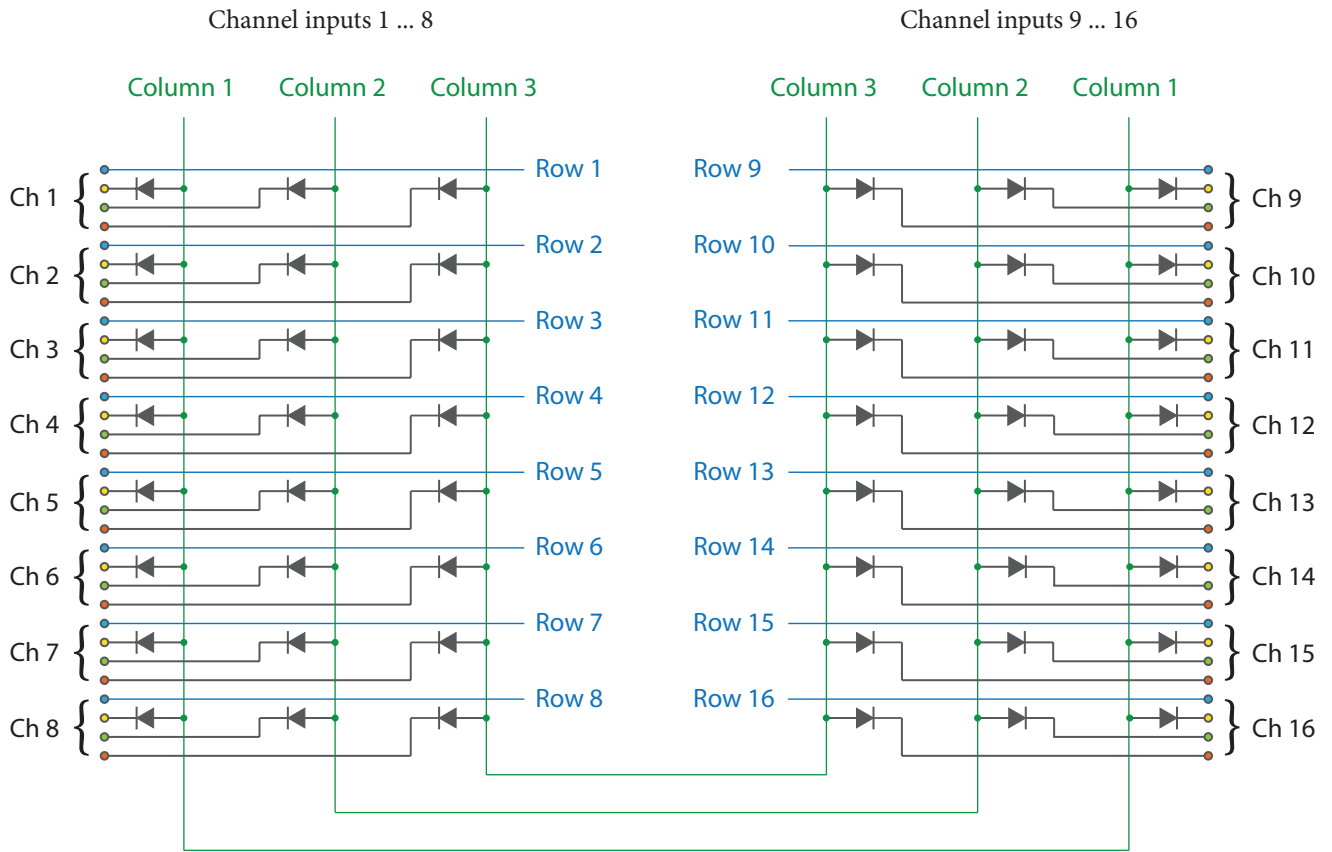 Channel inputs 1 ... 8 Channel inputs 9 ... 16
Column 1 Column 2 Column 3 Column 3 Column 2 Column 1
Row 1 Row 9
Ch 1 Ch 9
Row 2 Row 10
Ch 2 Ch 10
Row 3 Row 11
Ch 3 Ch 11
Row 4 Row 12
Ch 4 Ch 12
Row 5 Row 13
Ch 5 Ch 13
Row 6 Row 14
Ch 6 Ch 14
Row 7 Row 15
Ch 7 Ch 15
Row 8 Row 16
Ch 8 Ch 16